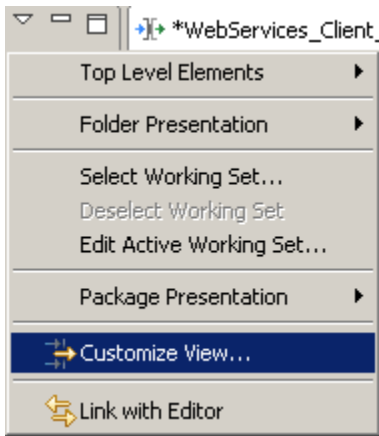 *WebServices_Client_
Top Level Elements
Folder Presentation
Select Working Set...
Deselect Working Set
Edit Active Working Set...
Package Presentation
Customize View...
Link with Editor